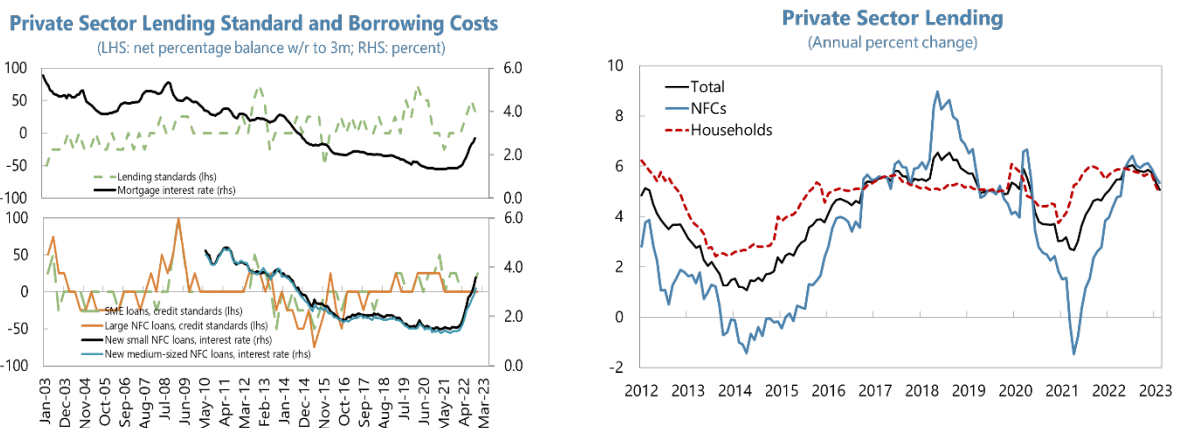 Private Sector Lending Standard and Borrowing Costs
(LHS: net percentage balance w/r to 3m; RHS: percent)
100
50
0
-50
-100
6.0
4.0
2.0
0.0
Lending standards (lhs)
Mortgage interest rate (rhs)
100
50
0
-50
-100
6.0
4.0
2.0
0.0
SME loans, credit standards (lhs)
Large NFC loans, credit standards (lhs)
New small NFC loans, interest rate (rhs)
New medium-sized NFC loans, interest rate (rhs)
Jan-03 Dec-03 Nov-04 Oct-05 Sep-06 Aug-07 Jul-08 Jun-09 May-10 Apr-11 Mar-12 Feb-13 Jan-14 Dec-14 Nov-15 Oct-16 Sep-17 Aug-18 Jul-19 Jun-20 May-21 Apr-22 Mar-23
Private Sector Lending
(Annual percent change)
10
8
6
4
2
0
-2
Total
NFCs
Households
2012 2013 2014 2015 2016 2017 2018 2019 2020 2021 2022 2023